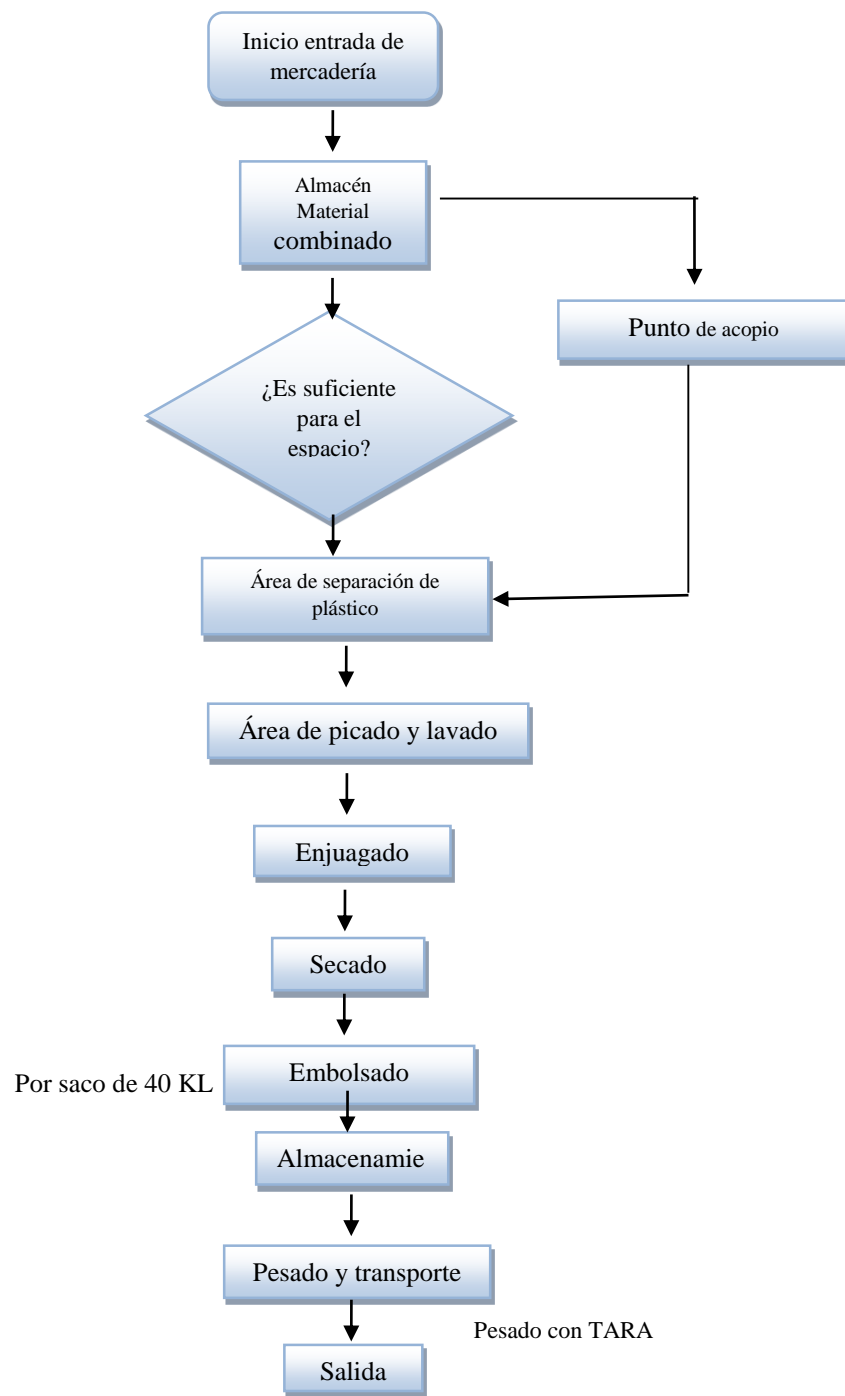 Inicio entrada de
mercadería
Almacén
Material
combinado
Punto de acopio
¿Es suficiente
para el
espacio?
Área de separación de
plástico
Área de picado y lavado
Enjuagado
Secado
Por saco de 40 KL
Embolsado
Almacenamie
Pesado y transporte
Pesado con TARA
Salida